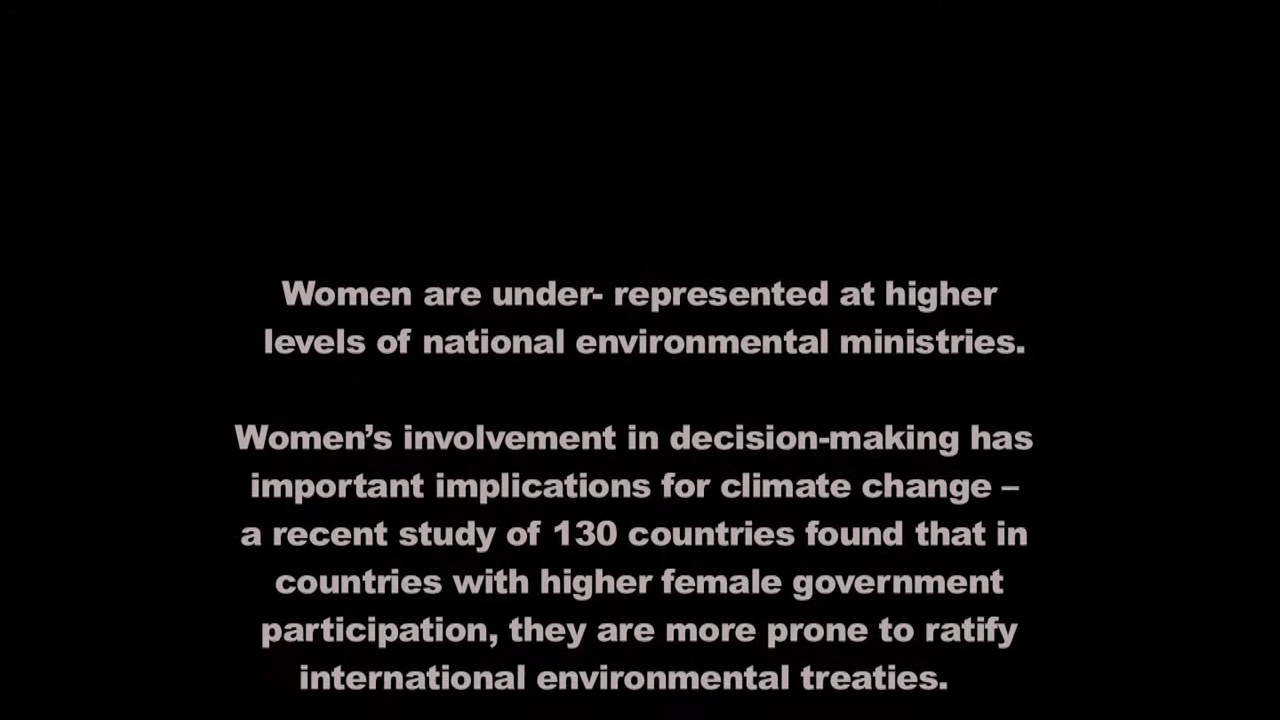 Women are under- represented at higher
levels of national environmental ministries.
Women’s involvement in decision-making has
important implications for climate change –
a recent study of 130 countries found that in
countries with higher female government
participation, they are more prone to ratify
international environmental treaties.